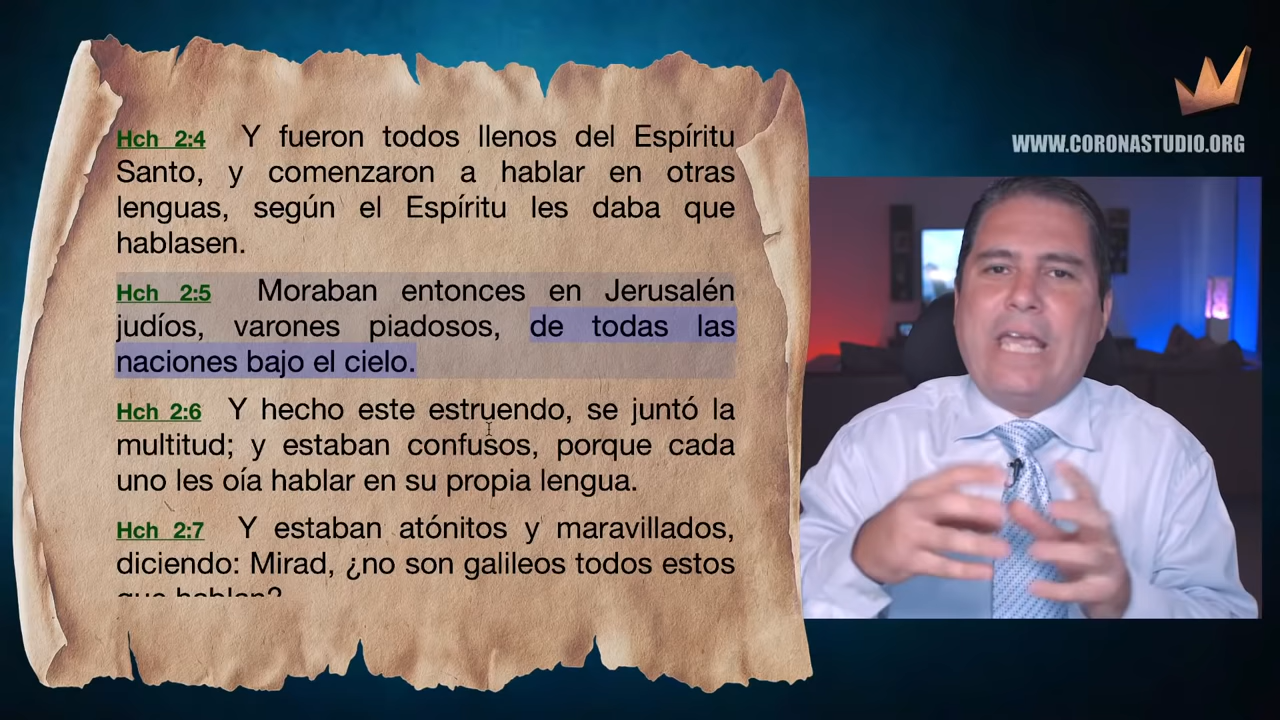 Hch 2:4 Y fueron todos llenos del Espíritu
Santo, y comenzaron a hablar en otras
lenguas, según el Espíritu les daba que
hablasen.
Hch 2:5 Moraban entonces en Jerusalén
judíos, varones piadosos, de todas las
naciones bajo el cielo.
Hch 2:6 Y hecho este estruendo, se juntó la
multitud; y estaban confusos, porque cada
uno les oía hablar en su propia lengua.
Hch 2:7 Y estaban atónitos y maravillados,
diciendo: Mirad, ¿no son galileos todos estos
que hablan?
WWW.CORONASTUDIO.ORG